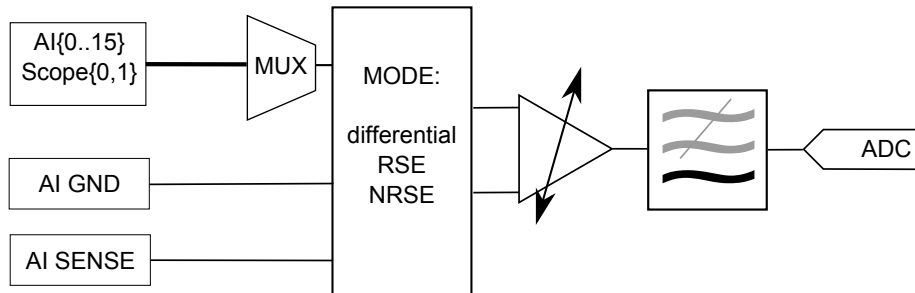 AI{0..15}
Scope{0,1}
MUX
MODE:
differential
RSE
NRSE
ADC
AI GND
AI SENSE